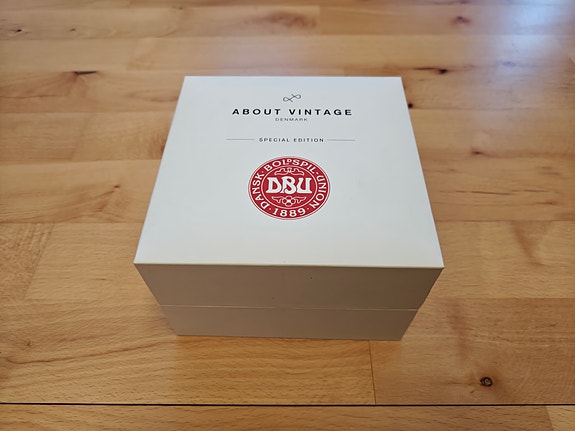 ABOUT VINTAGE
DENMARK
SPECIAL EDITION
DANSK · BOLDSPIL · UNION
DBU
· 1889 ·